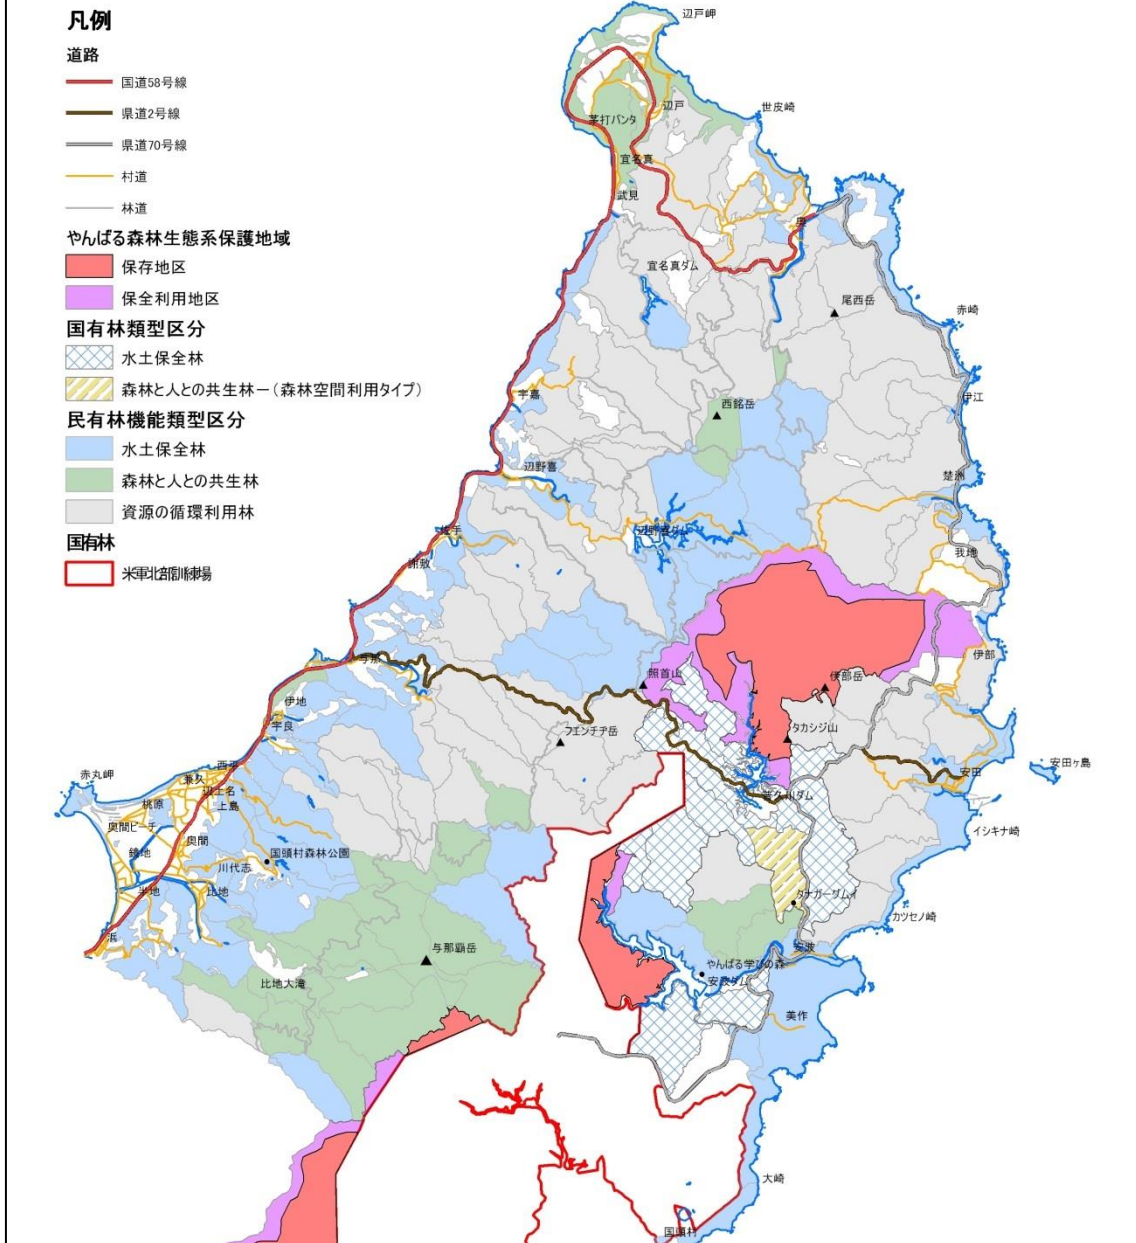 凡例
道路
国道58号線
県道2号線
県道70号線
村道
林道
やんばる森林生態系保護地域
保存地区
保全利用地区
国有林類型区分
水土保全林
森林と人との共生林ー（森林空間利用タイプ）
民有林機能類型区分
水土保全林
森林と人との共生林
資源の循環利用林
国有林
米軍北部訓練場
辺戸岬
辺戸
世皮崎
茅打バンタ
宜名真
武見
奥
宜名真ダム
尾西岳
赤崎
宇嘉
伊江
西銘岳
辺野喜
楚洲
佐手
辺野喜ダム
我地
謝敷
伊部
与那
照首山
伊部岳
伊地
宇良
タカシジ山
フエンチヂ岳
安田
安田ヶ島
西平
赤丸岬
兼久
辺土名
桃原
上島
普久川ダム
奥間ビーチ
イシキナ崎
鏡地
奥間
国頭村森林公園
川代志
半地
比地
タナガーグムイ
カツセノ崎
浜
与那覇岳
安波
やんばる学びの森
比地大滝
安波ダム
美作
大崎
国頭村